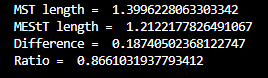 MST length =  1.3996228063303342
MEStT length =  1.2122177826491067
Difference =  0.18740502368122747
Ratio =  0.8661031937793412